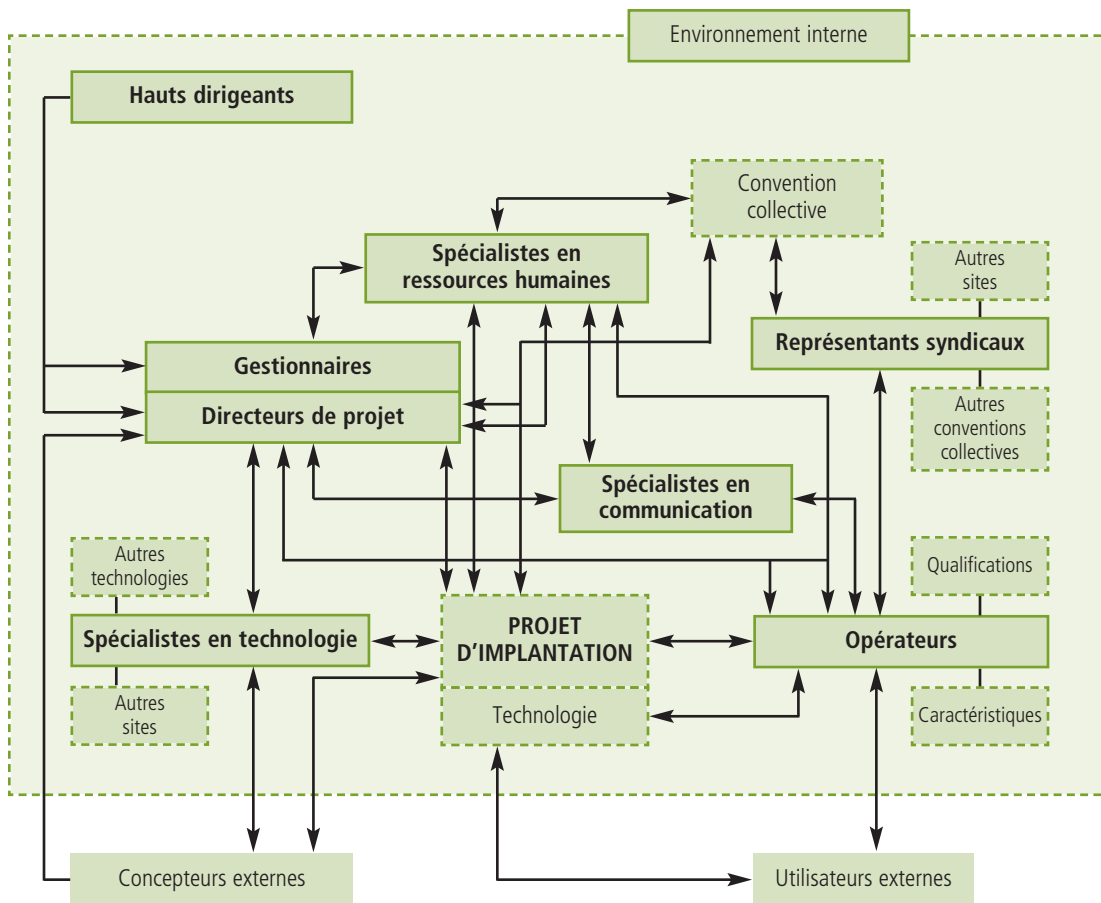 Environnement interne
Hauts dirigeants
Convention
collective
Spécialistes en
ressources humaines
Autres
sites
Représentants syndicaux
Gestionnaires
Directeurs de projet
Autres
conventions
collectives
Spécialistes en
communication
Autres
technologies
Qualifications
Spécialistes en technologie
PROJET
D'IMPLANTATION
Opérateurs
Autres
sites
Technologie
Caractéristiques
Concepteurs externes
Utilisateurs externes